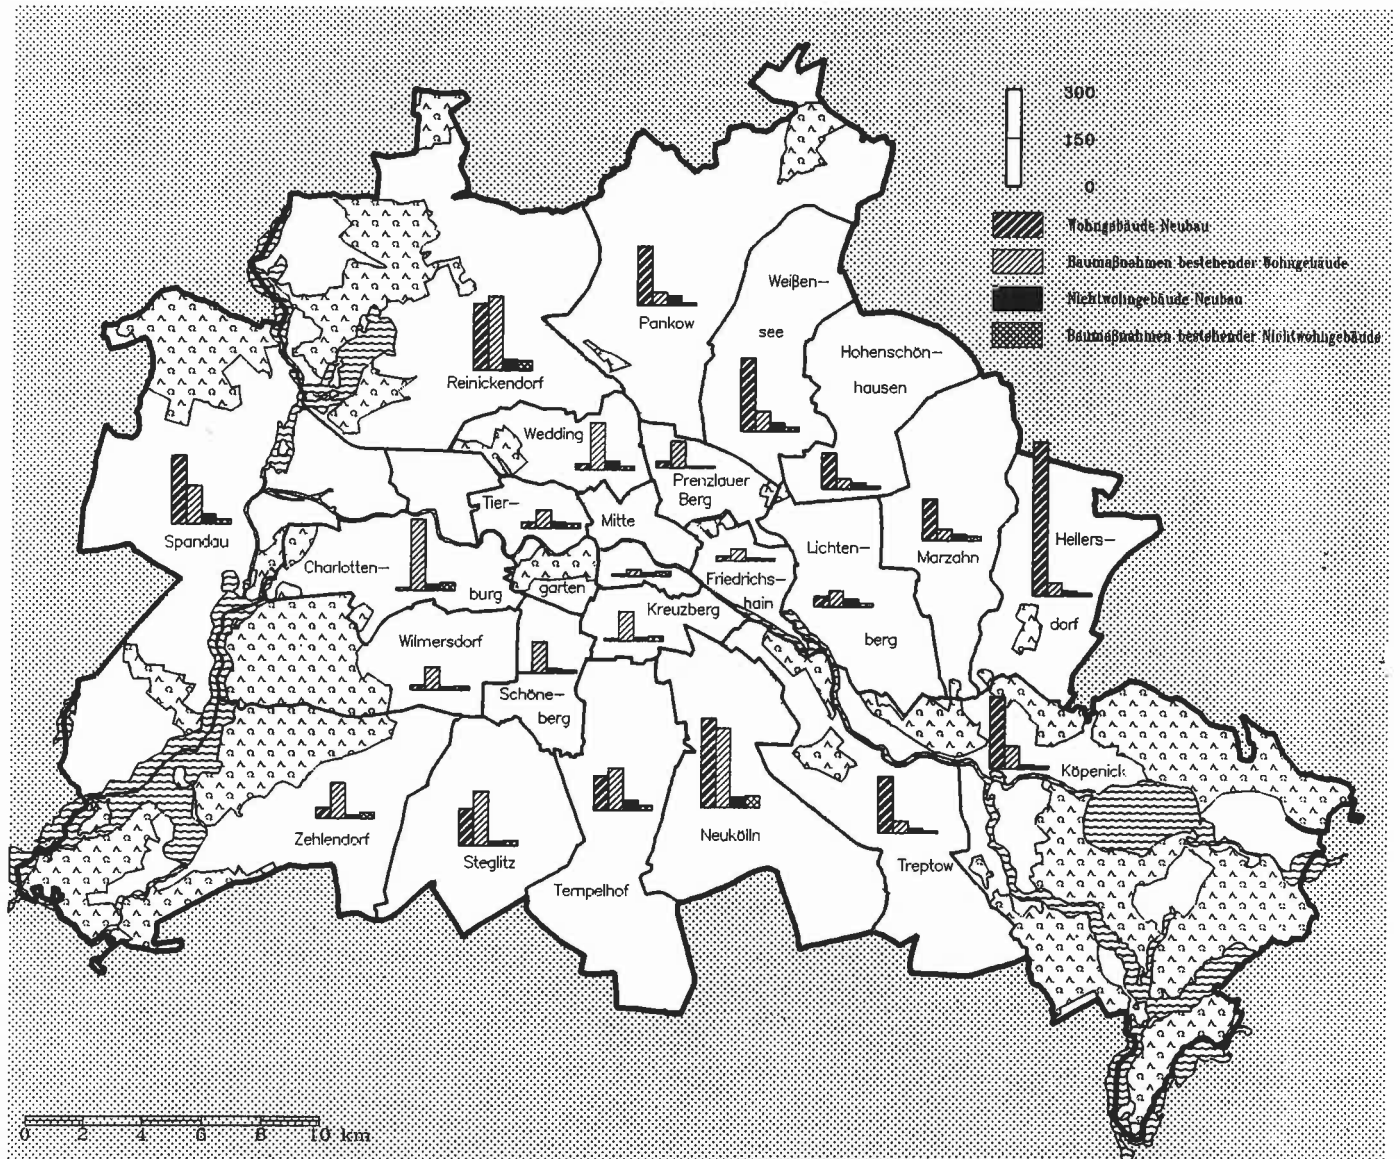 300
150
0
Wohngebäude Neubau
Baumaßnahmen bestehender Wohngebäude
Nichtwohngebäude Neubau
Baumaßnahmen bestehender Nichtwohngebäude
Weißen-
Pankow
see
Hohenschön-
hausen
Reinickendorf
Wedding
Prenzlauer
Berg
Tier-
Mitte
Spandau
Hellers-
Lichten-
Marzahn
Charlotten-
Friedrichs-
garten
burg
hain
Kreuzberg
dorf
Wilmersdorf
berg
Schöne-
berg
Köpenick
Neukölln
Zehlendorf
Steglitz
Treptow
Tempelhof
0 2 4 6 8 10 km